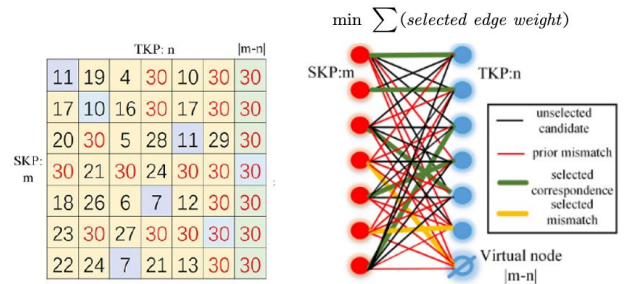 min ∑(selected edge weight)
TKP: n |m-n|
SKP:
m
11 19 4 30 10 30 30
17 10 16 30 17 30 30
20 30 5 28 11 29 30
30 21 30 24 30 30 30
18 26 6 7 12 30 30
23 30 27 30 30 30 30
22 24 7 21 13 30 30
SKP:m
TKP:n
unselected
candidate
prior mismatch
selected
correspondence
selected
mismatch
Virtual node
|m-n|